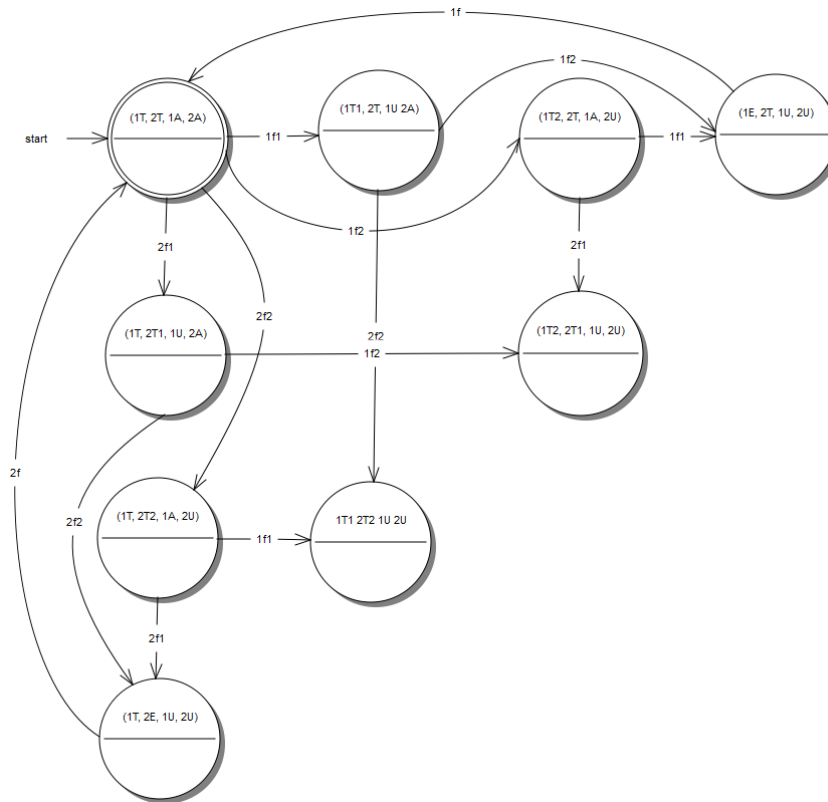 1f
1f2
(1T, 2T, 1A, 2A)
(1T1, 2T, 1U 2A)
(1T2, 2T, 1A, 2U)
(1E, 2T, 1U, 2U)
start
1f1
1f1
1f2
2f1
2f1
2f2
(1T, 2T1, 1U, 2A)
2f2
1f2
(1T2, 2T1, 1U, 2U)
2f
2f2
(1T, 2T2, 1A, 2U)
1f1
1T1 2T2 1U 2U
2f1
(1T, 2E, 1U, 2U)